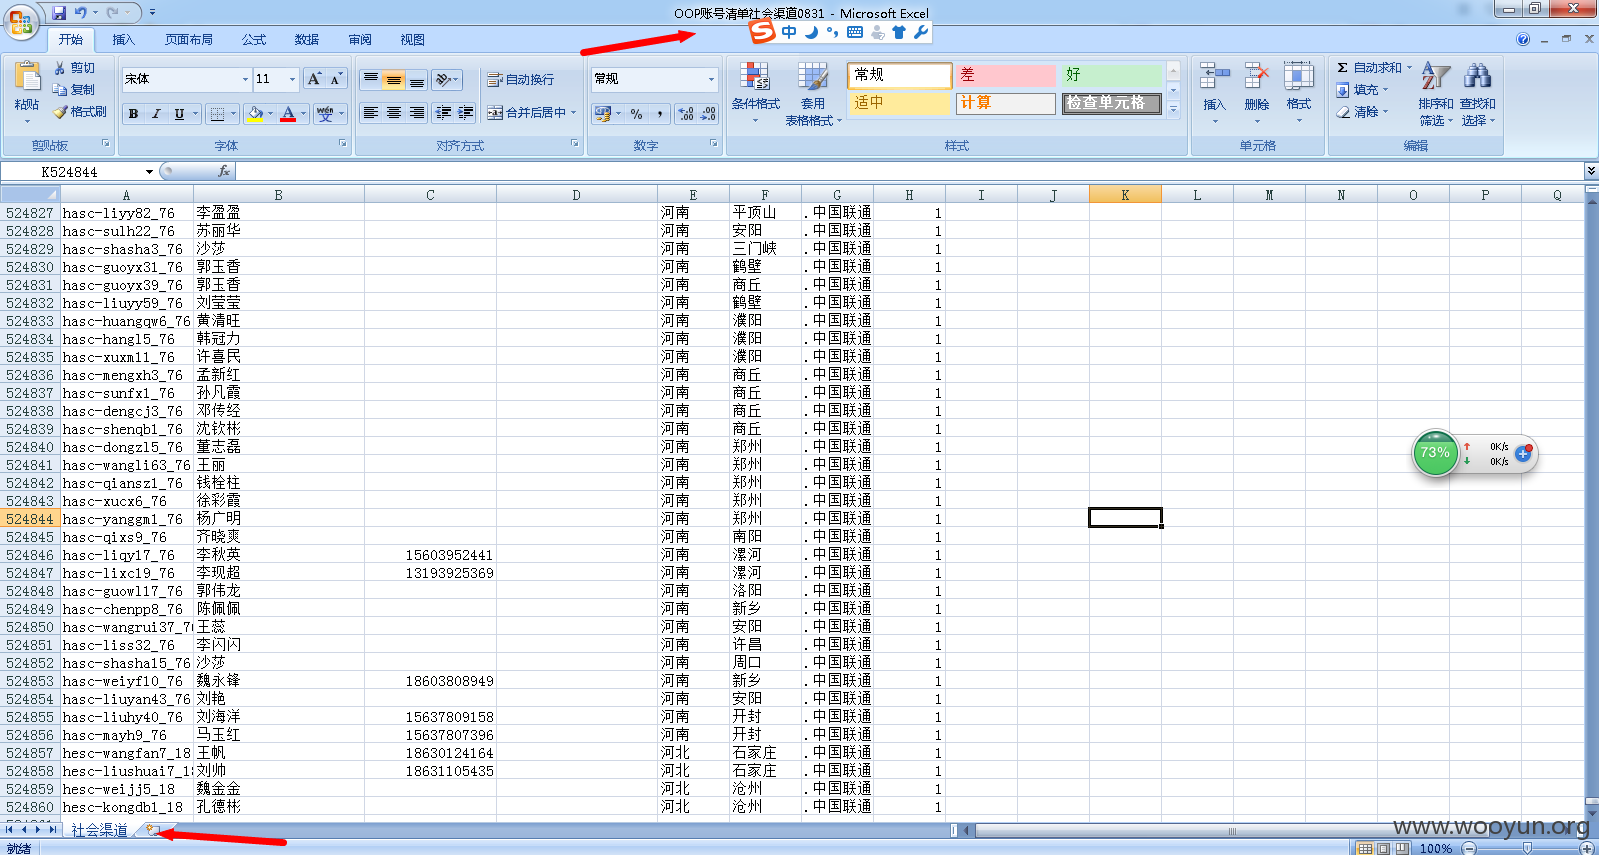 OOP账号清单社会渠道0831 - Microsoft Excel
开始 插入 页面布局 公式 数据 审阅 视图
中
粘贴 剪切 复制 格式刷 剪贴板
宋体 11 B I U wén 字体
自动换行 合并后居中 对齐方式
常规 % , 数字
条件格式 套用表格格式 常规 差 好 适中 计算 检查单元格 样式
插入 删除 格式 单元格
Σ 自动求和 填充 清除 排序和筛选 查找和选择 编辑
K524844 fx
A B C D E F G H I J K L M N O P Q
524827 hasc-liyy82_76 李盈盈 河南 平顶山 .中国联通 1
524828 hasc-sulh22_76 苏丽华 河南 安阳 .中国联通 1
524829 hasc-shasha3_76 沙莎 河南 三门峡 .中国联通 1
524830 hasc-guoyx31_76 郭玉香 河南 鹤壁 .中国联通 1
524831 hasc-guoyx39_76 郭玉香 河南 商丘 .中国联通 1
524832 hasc-liuyy59_76 刘莹莹 河南 鹤壁 .中国联通 1
524833 hasc-huangqw6_76 黄清旺 河南 濮阳 .中国联通 1
524834 hasc-hangl5_76 韩冠力 河南 濮阳 .中国联通 1
524835 hasc-xuxm11_76 许喜民 河南 濮阳 .中国联通 1
524836 hasc-mengxh3_76 孟新红 河南 商丘 .中国联通 1
524837 hasc-sunfx1_76 孙凡霞 河南 商丘 .中国联通 1
524838 hasc-dengcj3_76 邓传经 河南 商丘 .中国联通 1
524839 hasc-shenqb1_76 沈钦彬 河南 商丘 .中国联通 1
524840 hasc-dongzl5_76 董志磊 河南 郑州 .中国联通 1
524841 hasc-wangli63_76 王丽 河南 郑州 .中国联通 1
524842 hasc-qiansz1_76 钱栓柱 河南 郑州 .中国联通 1
524843 hasc-xucx6_76 徐彩霞 河南 郑州 .中国联通 1
524844 hasc-yanggm1_76 杨广明 河南 郑州 .中国联通 1
524845 hasc-qixs9_76 齐晓爽 河南 南阳 .中国联通 1
524846 hasc-liqy17_76 李秋英 15603952441 河南 漯河 .中国联通 1
524847 hasc-lixc19_76 李现超 13193925369 河南 漯河 .中国联通 1
524848 hasc-guowl17_76 郭伟龙 河南 洛阳 .中国联通 1
524849 hasc-chenpp8_76 陈佩佩 河南 新乡 .中国联通 1
524850 hasc-wangrui37_7 王蕊 河南 安阳 .中国联通 1
524851 hasc-liss32_76 李闪闪 河南 许昌 .中国联通 1
524852 hasc-shasha15_76 沙莎 河南 周口 .中国联通 1
524853 hasc-weiyf10_76 魏永锋 18603808949 河南 新乡 .中国联通 1
524854 hasc-liuyan43_76 刘艳 河南 安阳 .中国联通 1
524855 hasc-liuhy40_76 刘海洋 15637809158 河南 开封 .中国联通 1
524856 hasc-mayh9_76 马玉红 15637807396 河南 开封 .中国联通 1
524857 hesc-wangfan7_18 王帆 18630124164 河北 石家庄 .中国联通 1
524858 hesc-liushuai7_18 刘帅 18631105435 河北 石家庄 .中国联通 1
524859 hesc-weijj5_18 魏金金 河北 沧州 .中国联通 1
524860 hesc-kongdb1_18 孔德彬 河北 沧州 .中国联通 1
73% 0K/s
0K/s
社会渠道
www.wooyun.org
就绪 100%